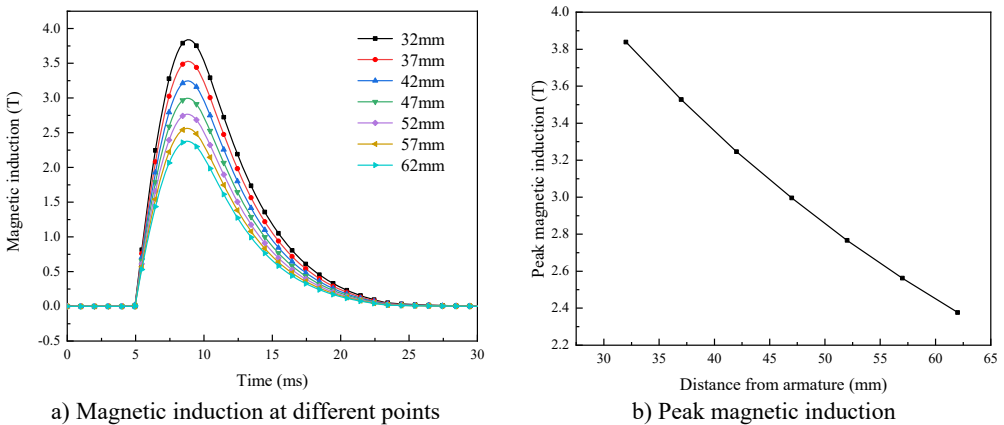 4.0
3.5
3.0
2.5
2.0
1.5
1.0
0.5
0.0
-0.5
Magnetic induction (T)
32mm
37mm
42mm
47mm
52mm
57mm
62mm
0 5 10 15 20 25 30
Time (ms)
a) Magnetic induction at different points
4.0
3.8
3.6
3.4
3.2
3.0
2.8
2.6
2.4
2.2
Peak magnetic induction (T)
30 35 40 45 50 55 60 65
Distance from armature (mm)
b) Peak magnetic induction